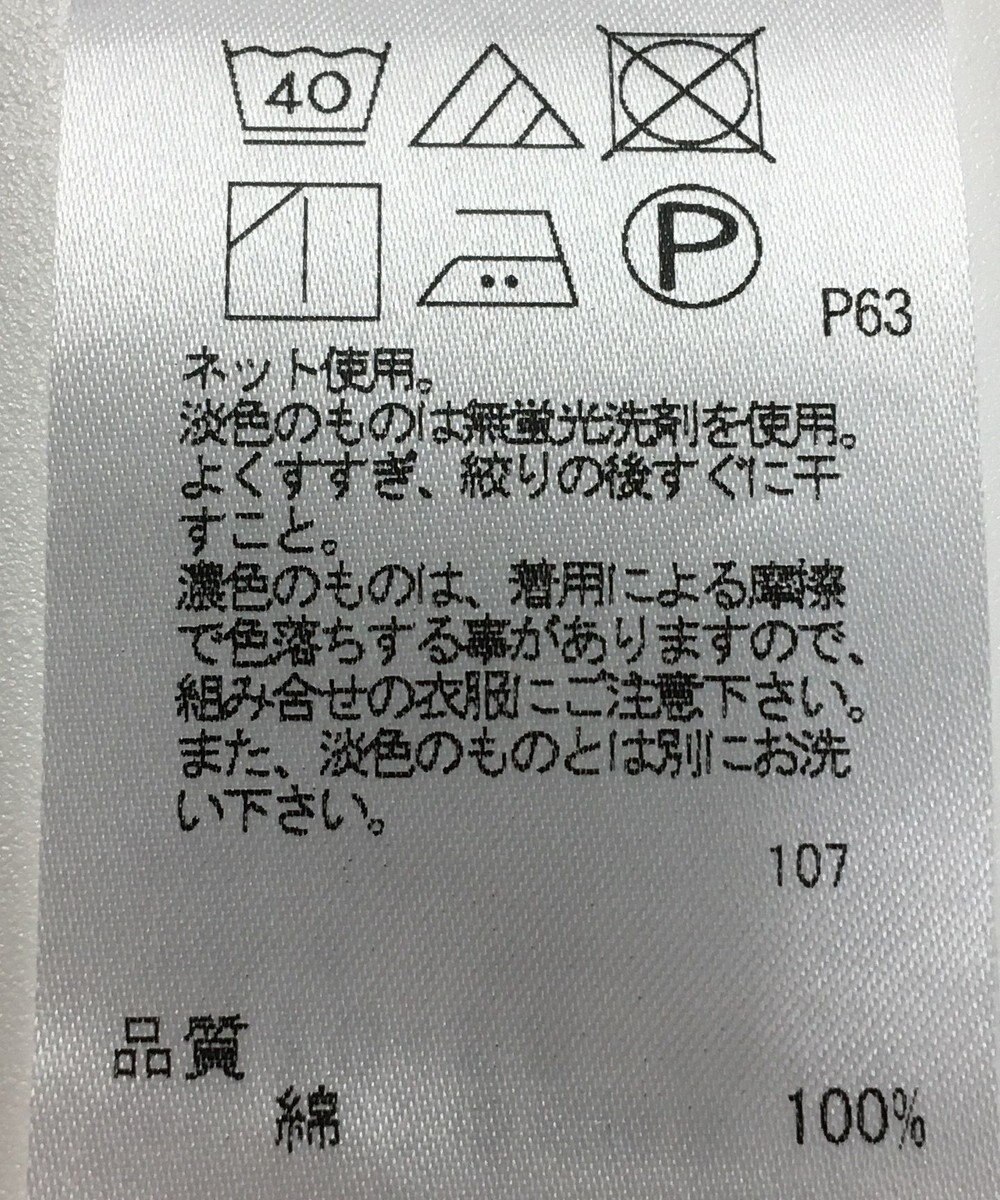 40
P
P63
ネット使用。
淡色のものは無蛍光洗剤を使用。
よくすすぎ、絞りの後すぐに干
すこと。
濃色のものは、着用による摩擦
で色落ちする事がありますので、
組み合せの衣服にご注意下さい。
また、淡色のものとは別にお洗
い下さい。
107
品質
綿 100%